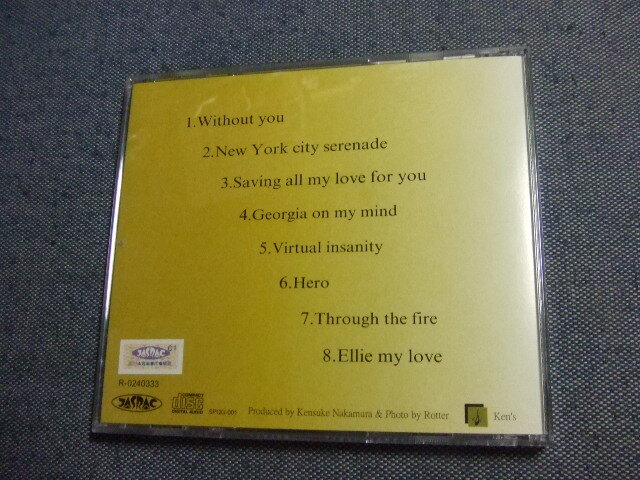 1.Without you
2.New York city serenade
3.Saving all my love for you
4.Georgia on my mind
5.Virtual insanity
6.Hero
7.Through the fire
8.Ellie my love
JASRAC
R-0240333
JASRAC
COMPACT
disc
DIGITAL AUDIO
Produced by Kensuke Nakamura & Photo by Rotter
Ken's